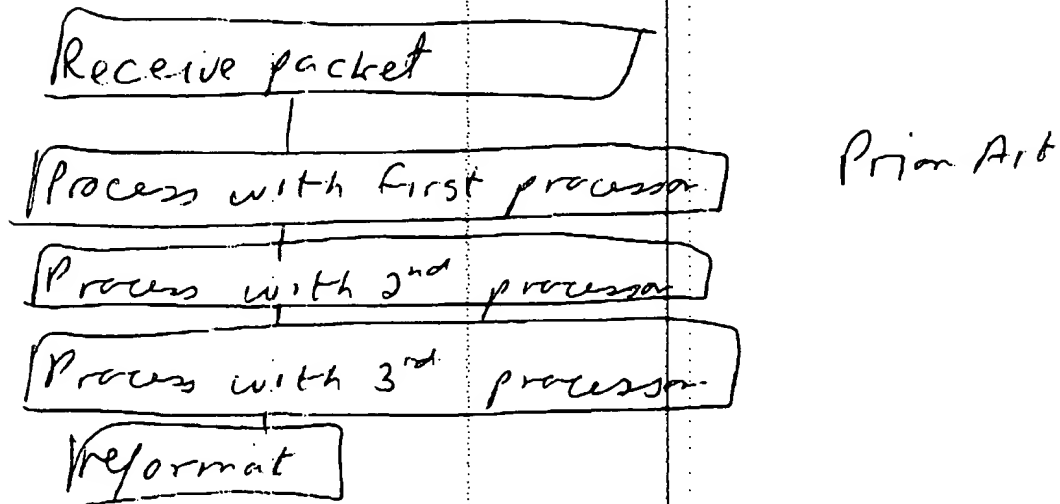 Receive packet
Prior Art
Process with first processor
Process with 2nd processor
Process with 3rd processor
reformat